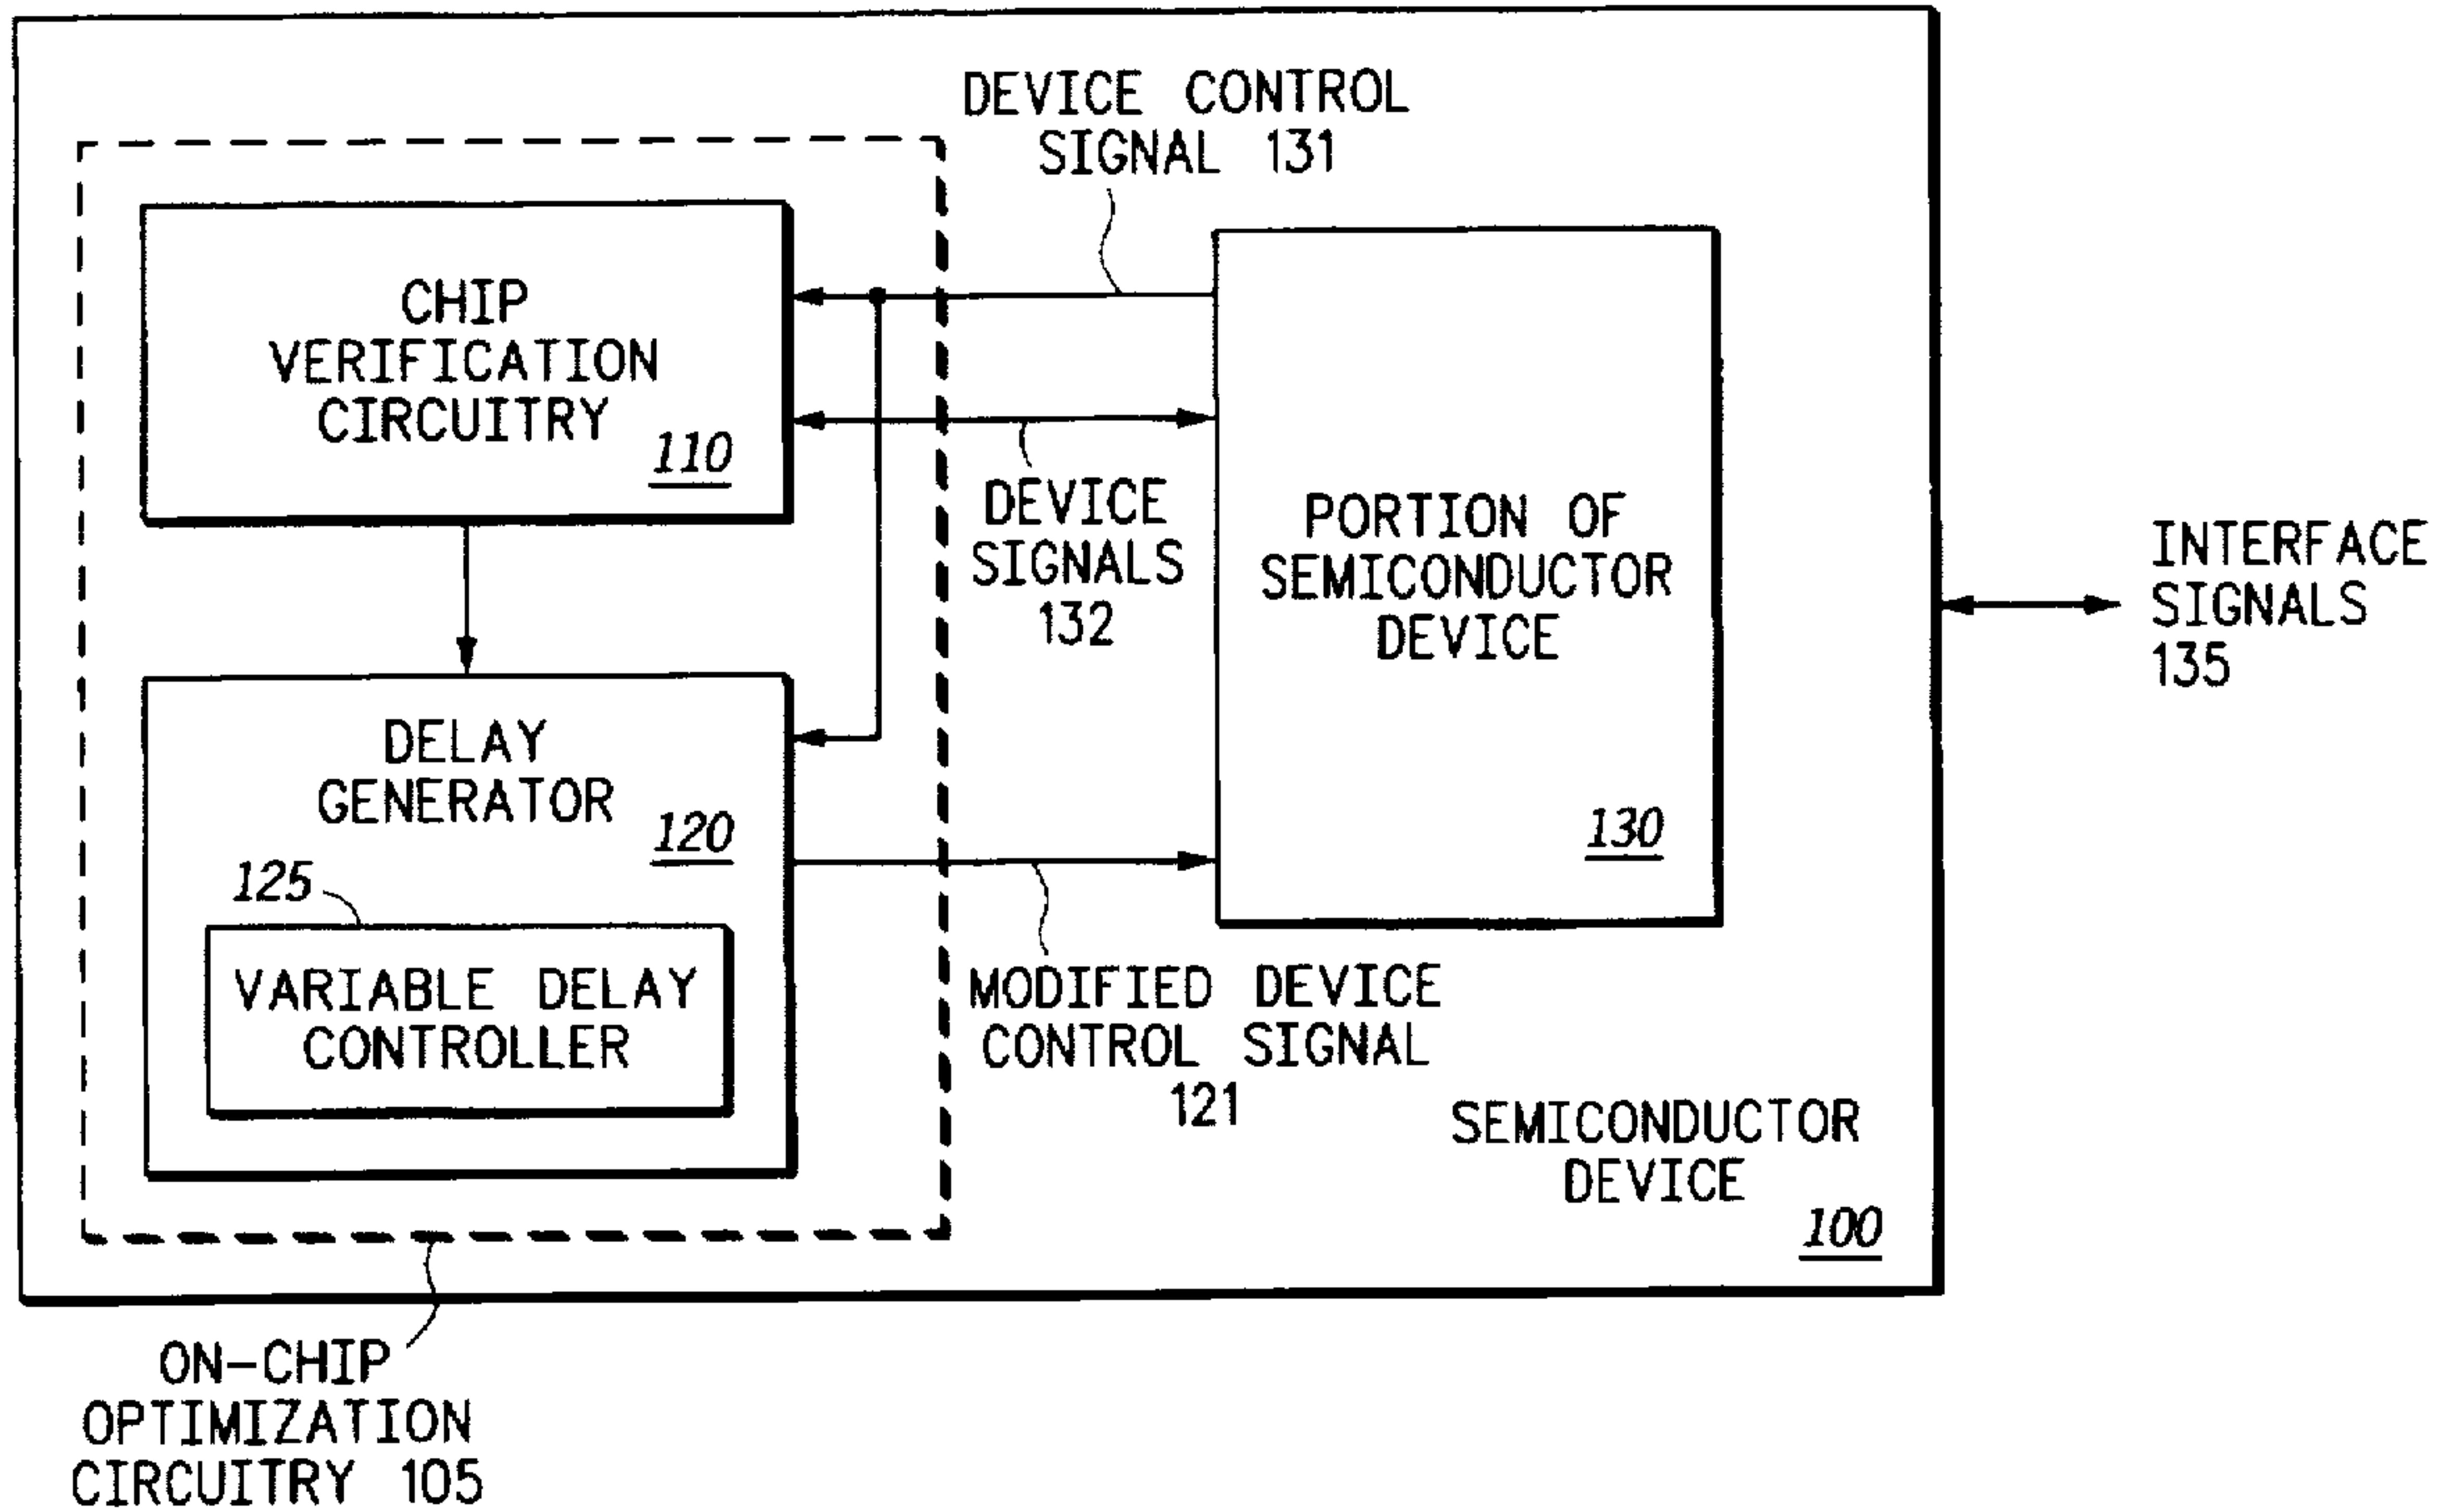 DEVICE CONTROL
SIGNAL 131
CHIP
VERIFICATION
CIRCUITRY
110
DEVICE
SIGNALS
132
PORTION OF
SEMICONDUCTOR
DEVICE
130
INTERFACE
SIGNALS
135
DELAY
GENERATOR
120
125
VARIABLE DELAY
CONTROLLER
MODIFIED DEVICE
CONTROL SIGNAL
121
SEMICONDUCTOR
DEVICE
100
ON-CHIP
OPTIMIZATION
CIRCUITRY 105